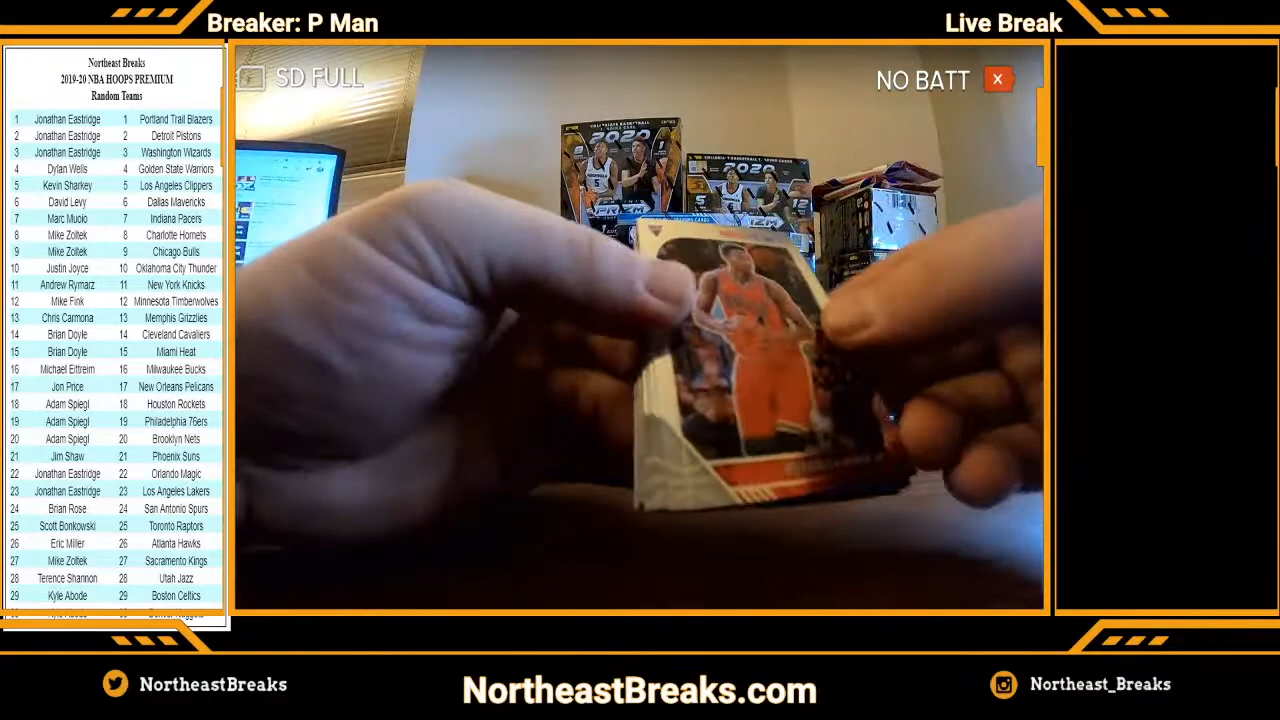 Breaker: P Man
Live Break
SD FULL
NO BATT
Northeast Breaks
2019-20 NBA HOOPS PREMIUM
Random Teams
1 Jonathan Eastridge 1 Portland Trail Blazers
2 Jonathan Eastridge 2 Detroit Pistons
3 Jonathan Eastridge 3 Washington Wizards
4 Dylan Wells 4 Golden State Warriors
5 Kevin Sharkey 5 Los Angeles Clippers
6 David Levy 6 Dallas Mavericks
7 Marc Muoio 7 Indiana Pacers
8 Mike Zoltek 8 Charlotte Hornets
9 Mike Zoltek 9 Chicago Bulls
10 Justin Joyce 10 Oklahoma City Thunder
11 Andrew Rymarz 11 New York Knicks
12 Mike Fink 12 Minnesota Timberwolves
13 Chris Carmona 13 Memphis Grizzlies
14 Brian Doyle 14 Cleveland Cavaliers
15 Brian Doyle 15 Miami Heat
16 Michael Eittreim 16 Milwaukee Bucks
17 Jon Price 17 New Orleans Pelicans
18 Adam Spiegl 18 Houston Rockets
19 Adam Spiegl 19 Philadelphia 76ers
20 Adam Spiegl 20 Brooklyn Nets
21 Jim Shaw 21 Phoenix Suns
22 Jonathan Eastridge 22 Orlando Magic
23 Jonathan Eastridge 23 Los Angeles Lakers
24 Brian Rose 24 San Antonio Spurs
25 Scott Bonkowski 25 Toronto Raptors
26 Eric Miller 26 Atlanta Hawks
27 Mike Zoltek 27 Sacramento Kings
28 Terence Shannon 28 Utah Jazz
29 Kyle Abode 29 Boston Celtics
2020
PRIZM
2020
5
12
NortheastBreaks
NortheastBreaks.com
Northeast_Breaks